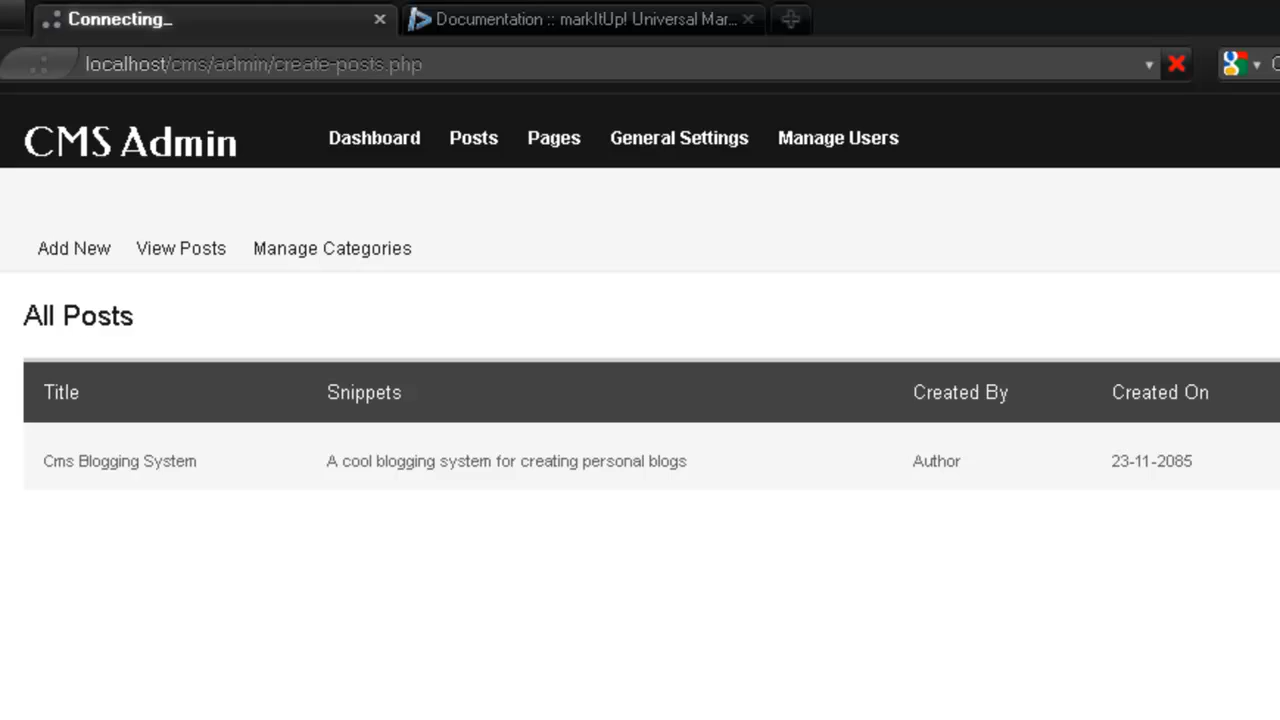 Connecting... Documentation :: markItUp! Universal Mar...
localhost/cms/admin/create-posts.php
CMS Admin Dashboard Posts Pages General Settings Manage Users
Add New View Posts Manage Categories
All Posts
Title Snippets Created By Created On
Cms Blogging System A cool blogging system for creating personal blogs Author 23-11-2085